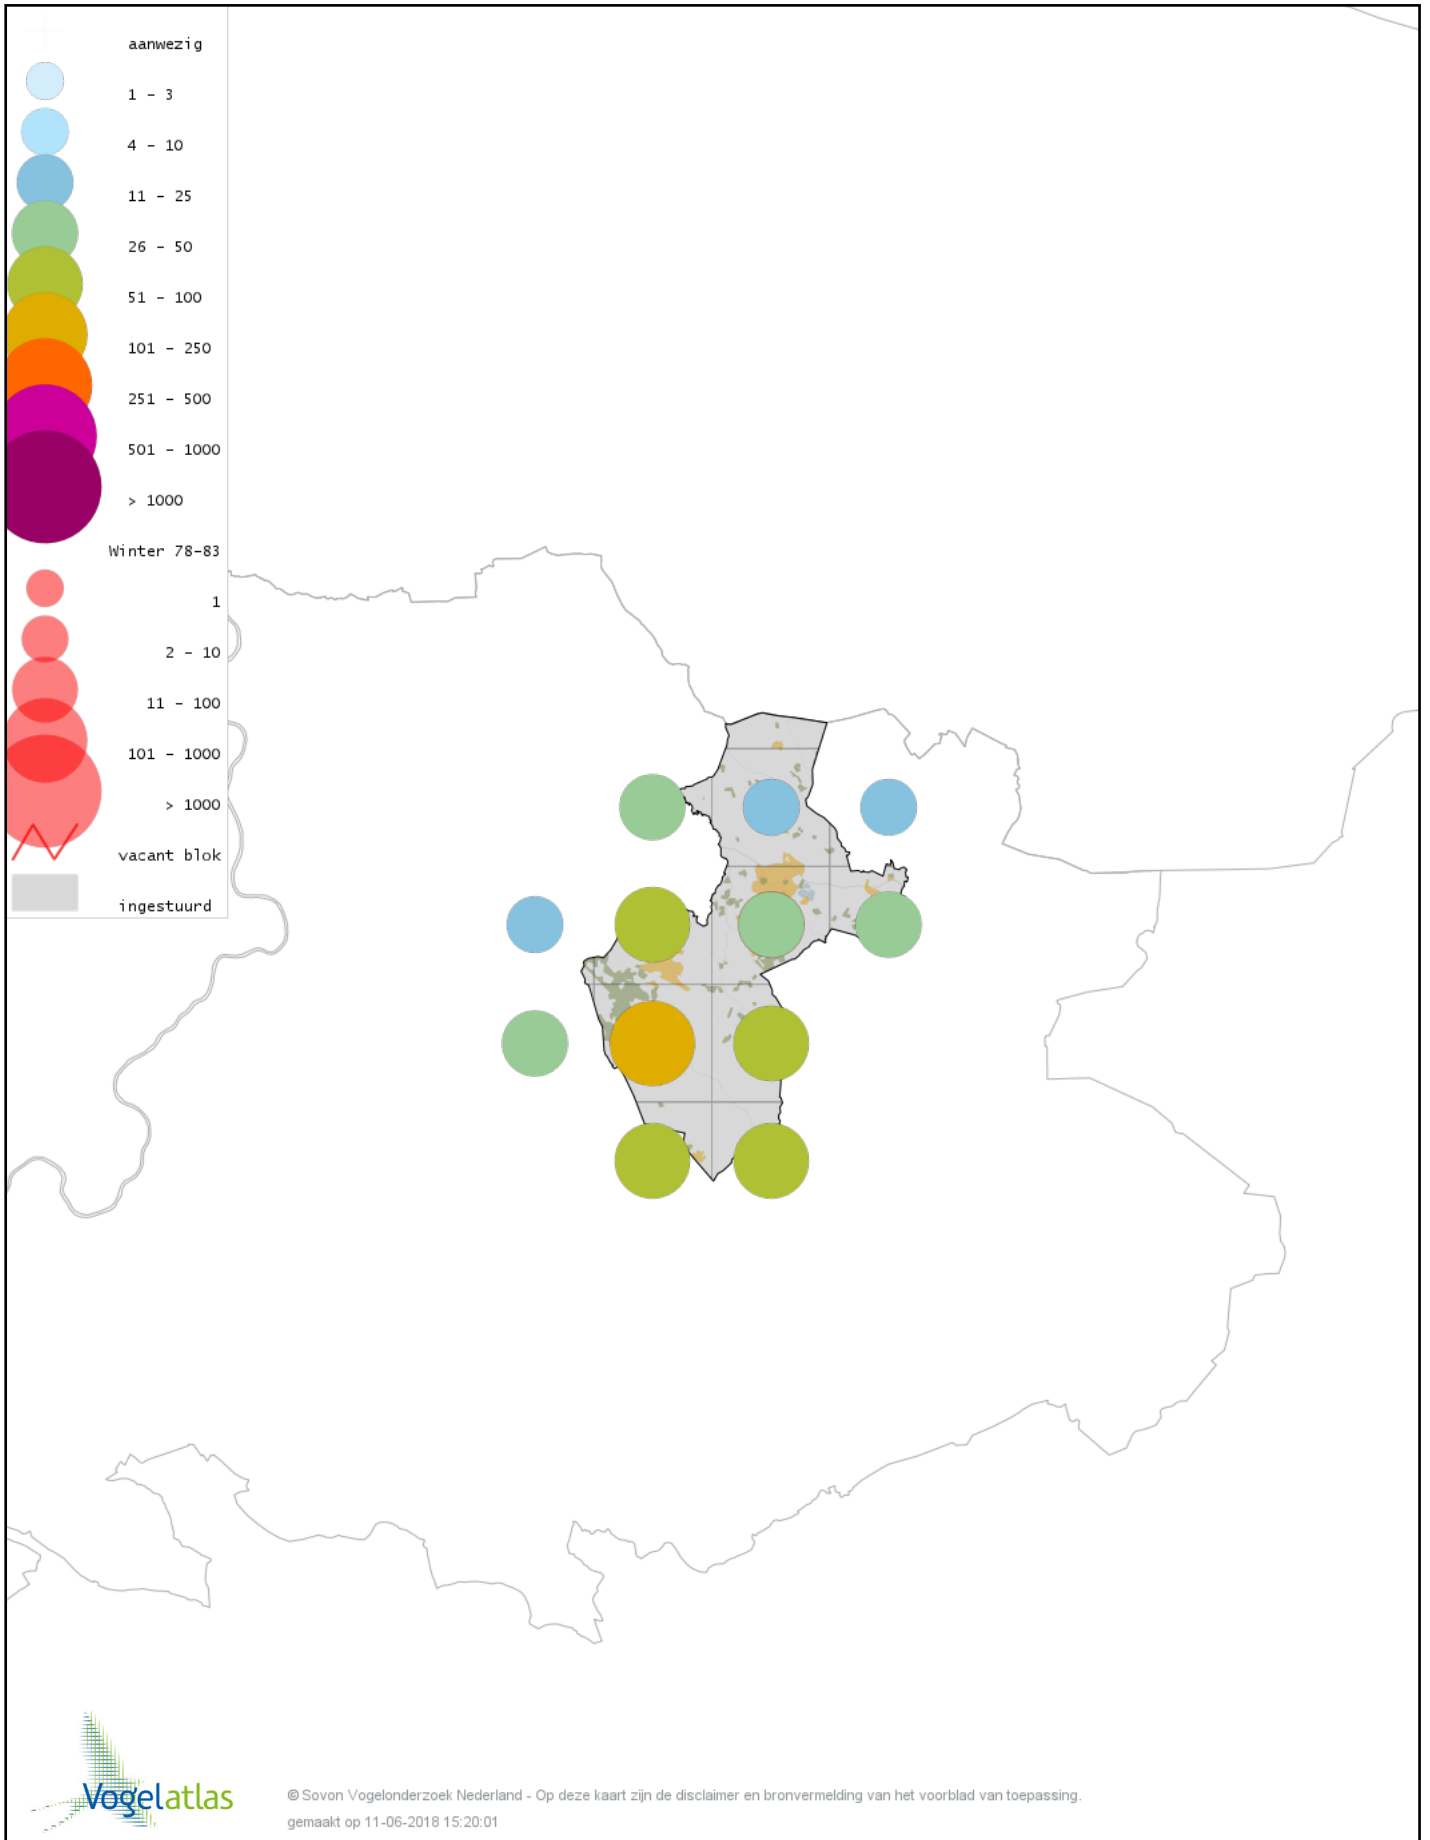 aanwezig
1 - 3
4 - 10
11 - 25
26 - 50
51 - 100
101 - 250
251 - 500
501 - 1000
> 1000
Winter 78-83
1
2 - 10
11 - 100
101 - 1000
> 1000
vacant blok
ingestuurd
Vogelatlas
© Sovon Vogelonderzoek Nederland - Op deze kaart zijn de disclaimer en bronvermelding van het voorblad van toepassing.
gemaakt op 11-06-2018 15:20:01